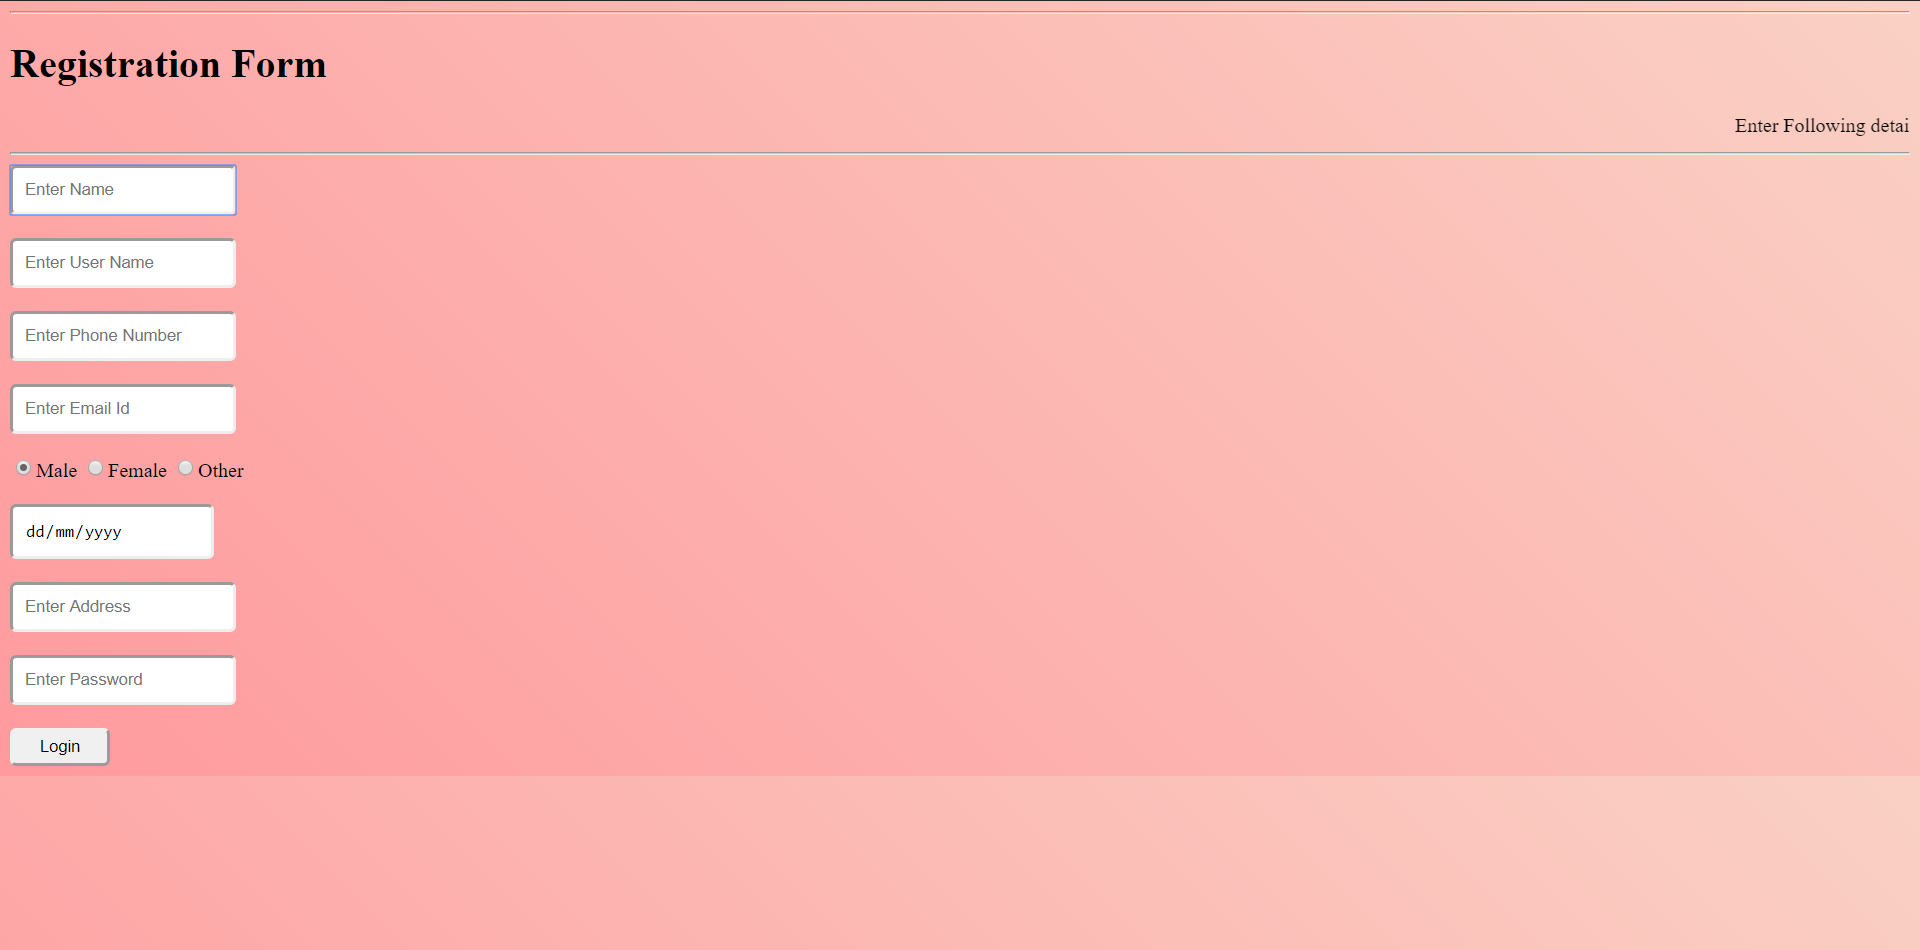 Registration Form
Enter Following detai
Enter Name
Enter User Name
Enter Phone Number
Enter Email Id
Male Female Other
dd/mm/yyyy
Enter Address
Enter Password
Login